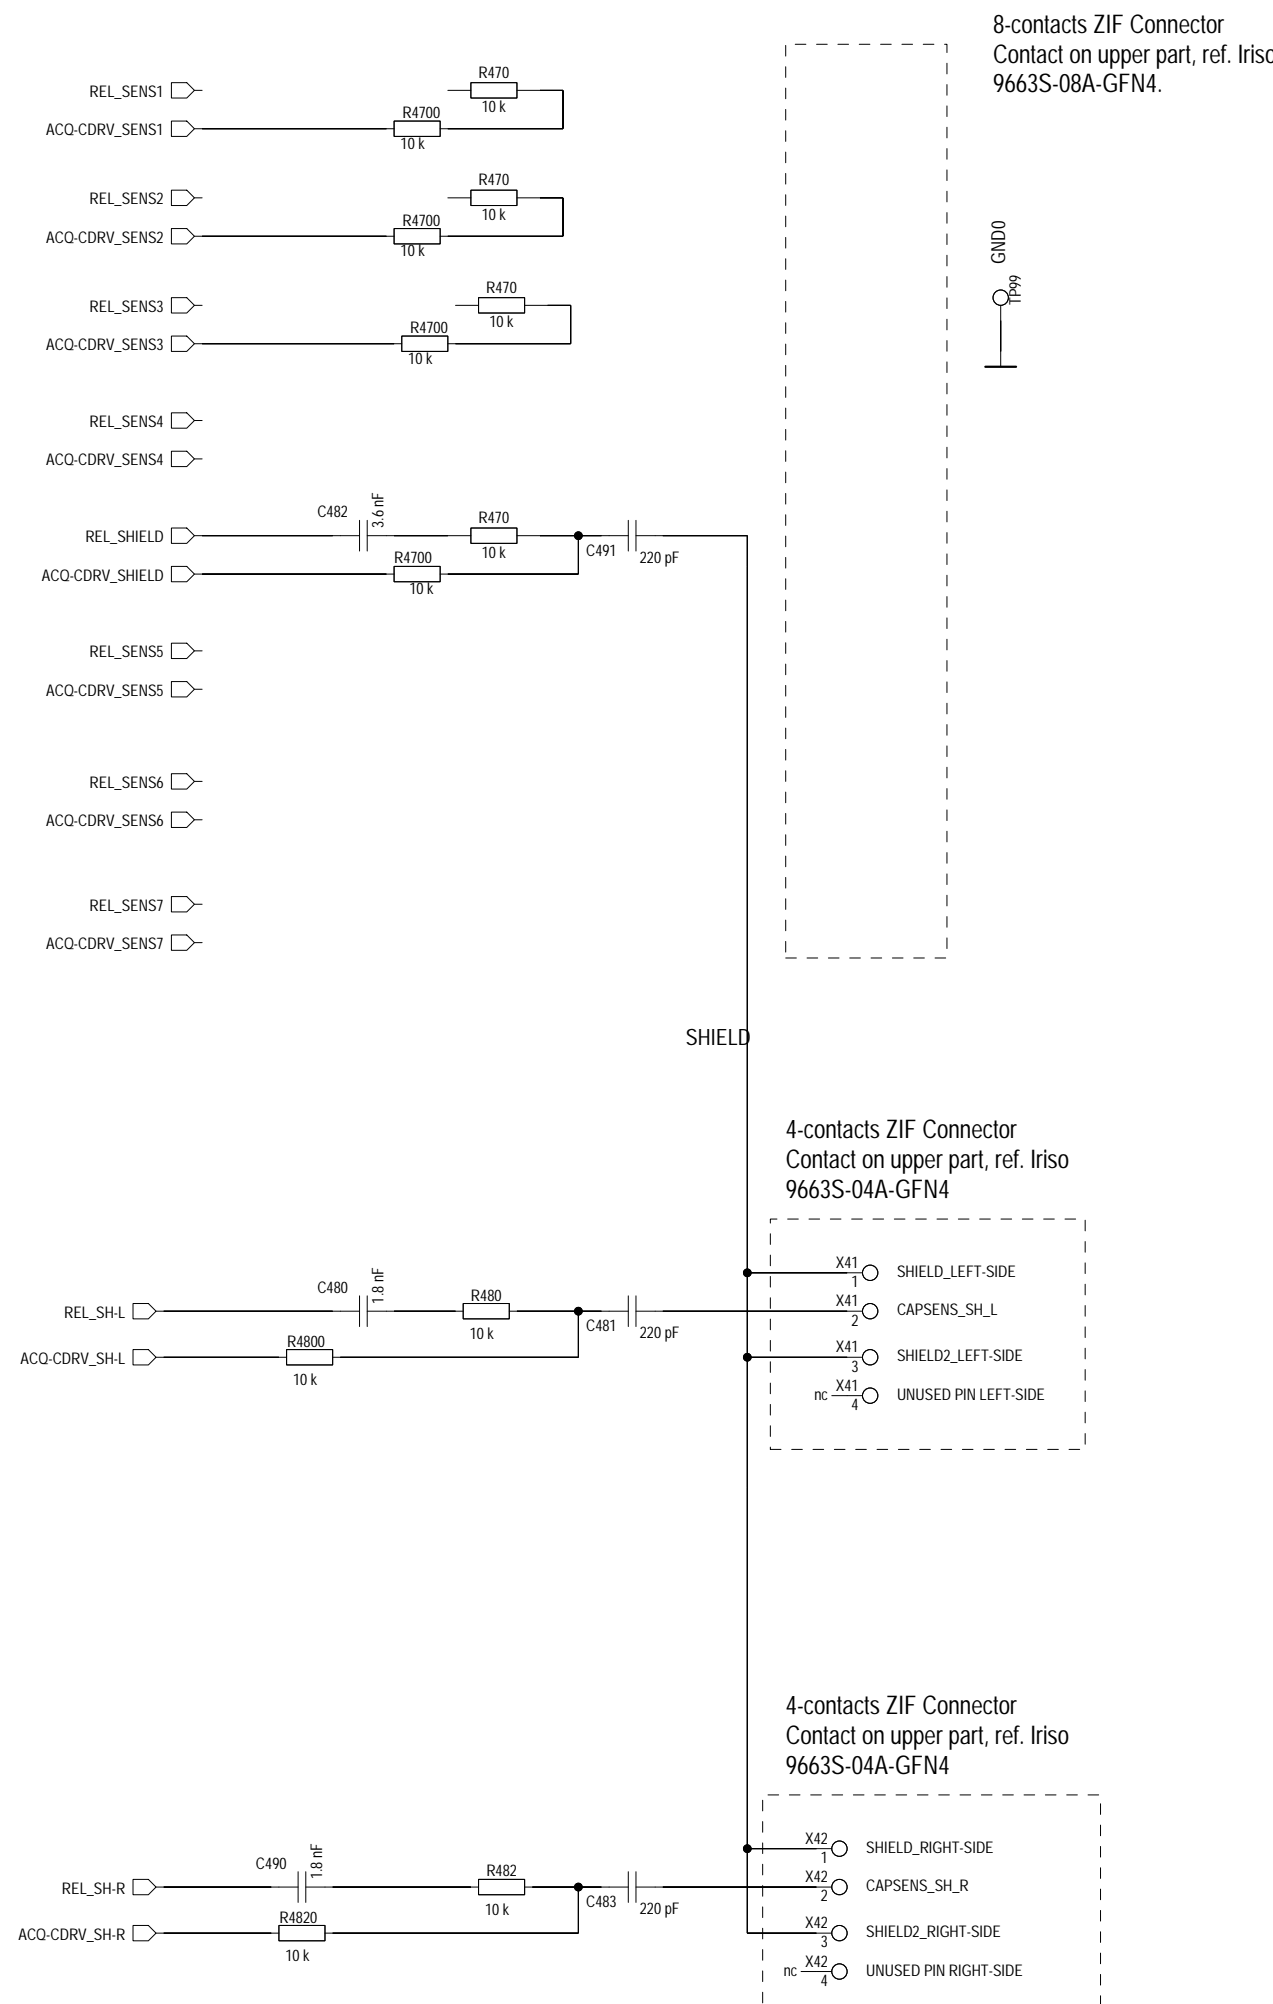 8-contacts ZIF Connector
Contact on upper part, ref. Iriso
9663S-08A-GFN4.
REL_SENS1
R470
10 k
ACQ-CDRV_SENS1
R4700
10 k
REL_SENS2
R470
10 k
ACQ-CDRV_SENS2
R4700
10 k
GND0
TP99
REL_SENS3
R470
10 k
ACQ-CDRV_SENS3
R4700
10 k
REL_SENS4
ACQ-CDRV_SENS4
REL_SHIELD
C482
3.6 nF
R470
10 k
C491
220 pF
ACQ-CDRV_SHIELD
R4700
10 k
REL_SENS5
ACQ-CDRV_SENS5
REL_SENS6
ACQ-CDRV_SENS6
REL_SENS7
ACQ-CDRV_SENS7
SHIELD
4-contacts ZIF Connector
Contact on upper part, ref. Iriso
9663S-04A-GFN4
X41
1
SHIELD_LEFT-SIDE
REL_SH-L
C480
1.8 nF
R480
10 k
C481
220 pF
X41
2
CAPSENS_SH_L
ACQ-CDRV_SH-L
R4800
10 k
X41
3
SHIELD2_LEFT-SIDE
nc
X41
4
UNUSED PIN LEFT-SIDE
4-contacts ZIF Connector
Contact on upper part, ref. Iriso
9663S-04A-GFN4
X42
1
SHIELD_RIGHT-SIDE
REL_SH-R
C490
1.8 nF
R482
10 k
C483
220 pF
X42
2
CAPSENS_SH_R
ACQ-CDRV_SH-R
R4820
10 k
X42
3
SHIELD2_RIGHT-SIDE
nc
X42
4
UNUSED PIN RIGHT-SIDE